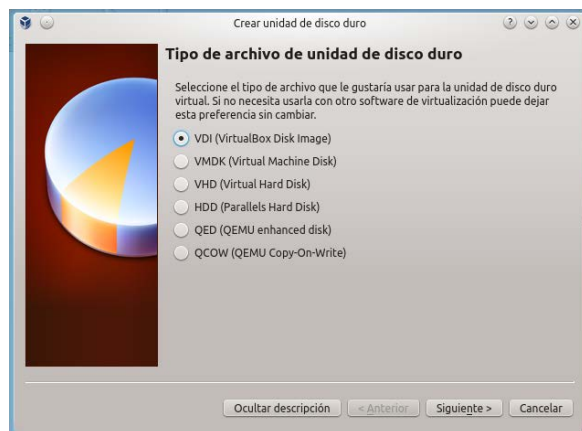 Crear unidad de disco duro
Tipo de archivo de unidad de disco duro
Seleccione el tipo de archivo que le gustaría usar para la unidad de disco duro
virtual. Si no necesita usarla con otro software de virtualización puede dejar
esta preferencia sin cambiar.
VDI (VirtualBox Disk Image)
VMDK (Virtual Machine Disk)
VHD (Virtual Hard Disk)
HDD (Parallels Hard Disk)
QED (QEMU enhanced disk)
QCOW (QEMU Copy-On-Write)
Ocultar descripción < Anterior Siguiente > Cancelar